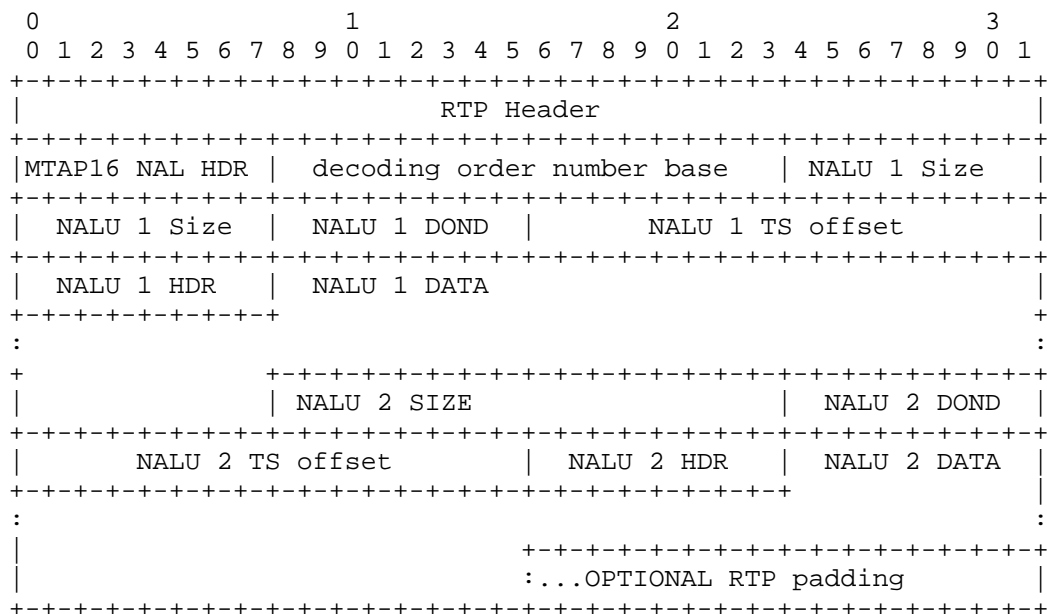 0                   1                   2                   3
 0 1 2 3 4 5 6 7 8 9 0 1 2 3 4 5 6 7 8 9 0 1 2 3 4 5 6 7 8 9 0 1
+-+-+-+-+-+-+-+-+-+-+-+-+-+-+-+-+-+-+-+-+-+-+-+-+-+-+-+-+-+-+-+-+
|                          RTP Header                           |
+-+-+-+-+-+-+-+-+-+-+-+-+-+-+-+-+-+-+-+-+-+-+-+-+-+-+-+-+-+-+-+-+
|MTAP16 NAL HDR |  decoding order number base   | NALU 1 Size   |
+-+-+-+-+-+-+-+-+-+-+-+-+-+-+-+-+-+-+-+-+-+-+-+-+-+-+-+-+-+-+-+-+
|  NALU 1 Size  |  NALU 1 DOND  |       NALU 1 TS offset        |
+-+-+-+-+-+-+-+-+-+-+-+-+-+-+-+-+-+-+-+-+-+-+-+-+-+-+-+-+-+-+-+-+
|  NALU 1 HDR   |  NALU 1 DATA                                  |
+-+-+-+-+-+-+-+-+                                               +
:                                                               :
+               +-+-+-+-+-+-+-+-+-+-+-+-+-+-+-+-+-+-+-+-+-+-+-+-+
|               | NALU 2 SIZE                   |  NALU 2 DOND  |
+-+-+-+-+-+-+-+-+-+-+-+-+-+-+-+-+-+-+-+-+-+-+-+-+-+-+-+-+-+-+-+-+
|       NALU 2 TS offset        |  NALU 2 HDR   |  NALU 2 DATA  |
+-+-+-+-+-+-+-+-+-+-+-+-+-+-+-+-+-+-+-+-+-+-+-+-+               |
:                                                               :
|                               +-+-+-+-+-+-+-+-+-+-+-+-+-+-+-+-+
|                               :...OPTIONAL RTP padding        |
+-+-+-+-+-+-+-+-+-+-+-+-+-+-+-+-+-+-+-+-+-+-+-+-+-+-+-+-+-+-+-+-+